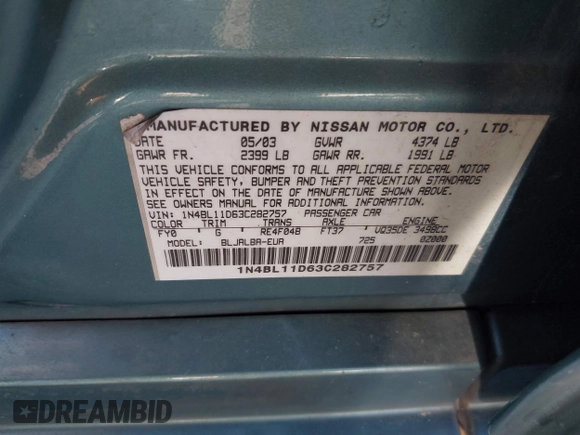 MANUFACTURED BY NISSAN MOTOR CO., LTD.
DATE 05/03 GVWR 4374 LB
GAWR FR. 2399 LB GAWR RR. 1991 LB
THIS VEHICLE CONFORMS TO ALL APPLICABLE FEDERAL MOTOR
VEHICLE SAFETY, BUMPER AND THEFT PREVENTION STANDARDS
IN EFFECT ON THE DATE OF MANUFACTURE SHOWN ABOVE.
SEE OWNERS MANUAL FOR ADDITIONAL INFORMATION.
VIN: 1N4BL11D63C282757 PASSENGER CAR
COLOR TRIM TRANS AXLE ENGINE
FY0 G RE4F04B FT37 VQ35DE 3498CC
MODEL: BLJALBA-EUA 725 02000
1N4BL11D63C282757
DREAMBID